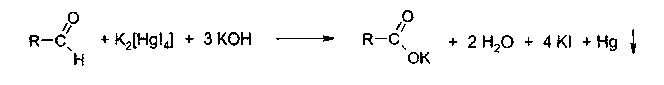 R-C(=O)-H + K₂[HgI₄] + 3 KOH ⟶ R-C(=O)-OK + 2 H₂O + 4 KI + Hg ↓